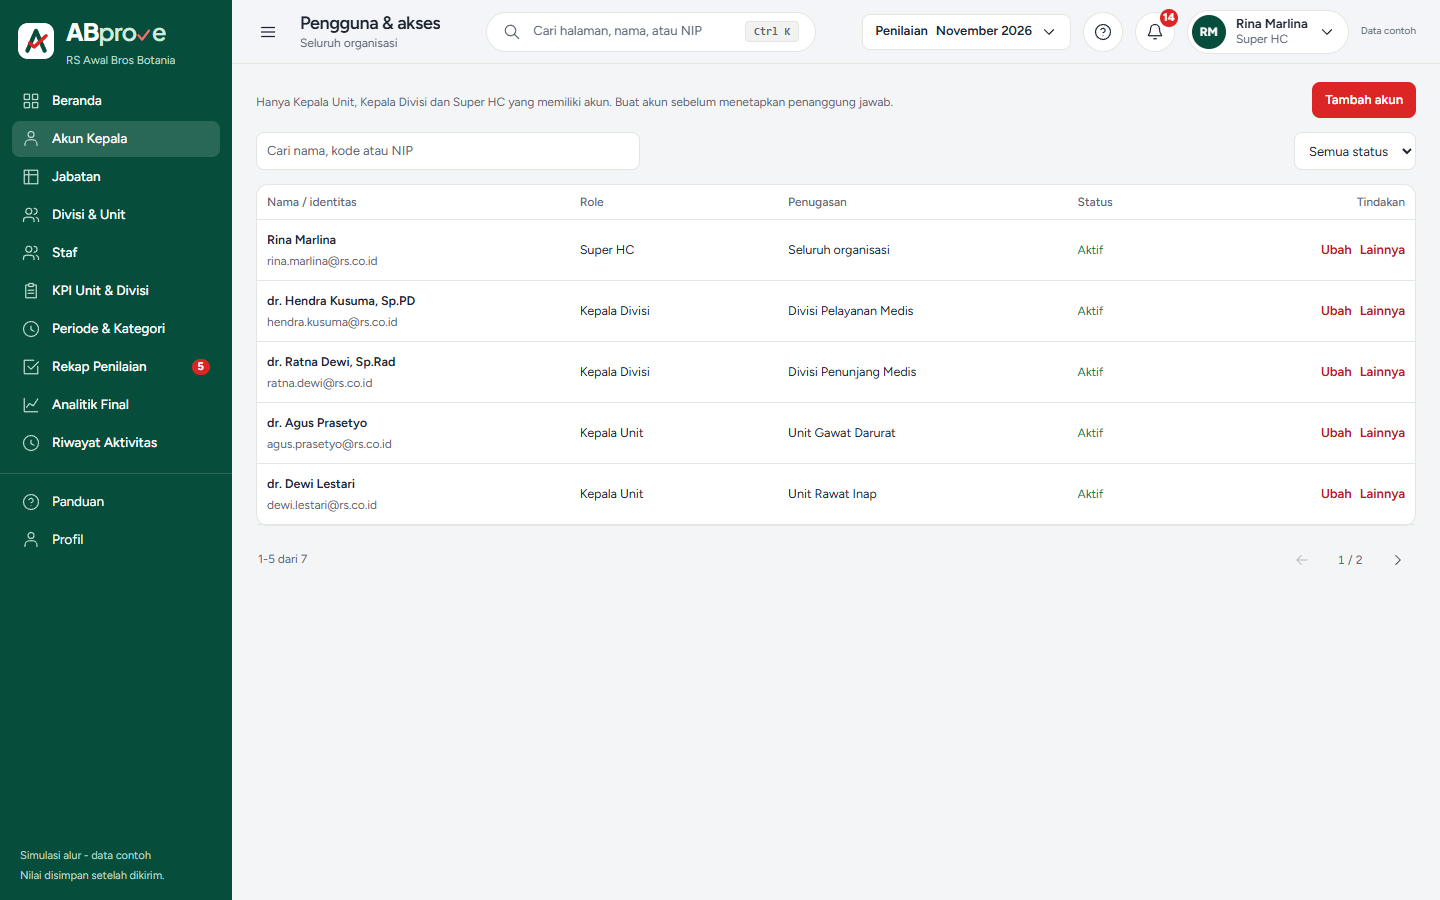 ABprove
RS Awal Bros Botania
Beranda
Akun Kepala
Jabatan
Divisi & Unit
Staf
KPI Unit & Divisi
Periode & Kategori
Rekap Penilaian 5
Analitik Final
Riwayat Aktivitas
Panduan
Profil
Simulasi alur - data contoh
Nilai disimpan setelah dikirim.
Pengguna & akses
Seluruh organisasi
Cari halaman, nama, atau NIP Ctrl K
Penilaian November 2026
14
RM
Rina Marlina
Super HC
Data contoh
Hanya Kepala Unit, Kepala Divisi dan Super HC yang memiliki akun. Buat akun sebelum menetapkan penanggung jawab.
Tambah akun
Cari nama, kode atau NIP
Semua status
Nama / identitas Role Penugasan Status Tindakan
Rina Marlina
rina.marlina@rs.co.id
Super HC Seluruh organisasi Aktif Ubah Lainnya
dr. Hendra Kusuma, Sp.PD
hendra.kusuma@rs.co.id
Kepala Divisi Divisi Pelayanan Medis Aktif Ubah Lainnya
dr. Ratna Dewi, Sp.Rad
ratna.dewi@rs.co.id
Kepala Divisi Divisi Penunjang Medis Aktif Ubah Lainnya
dr. Agus Prasetyo
agus.prasetyo@rs.co.id
Kepala Unit Unit Gawat Darurat Aktif Ubah Lainnya
dr. Dewi Lestari
dewi.lestari@rs.co.id
Kepala Unit Unit Rawat Inap Aktif Ubah Lainnya
1-5 dari 7
1 / 2